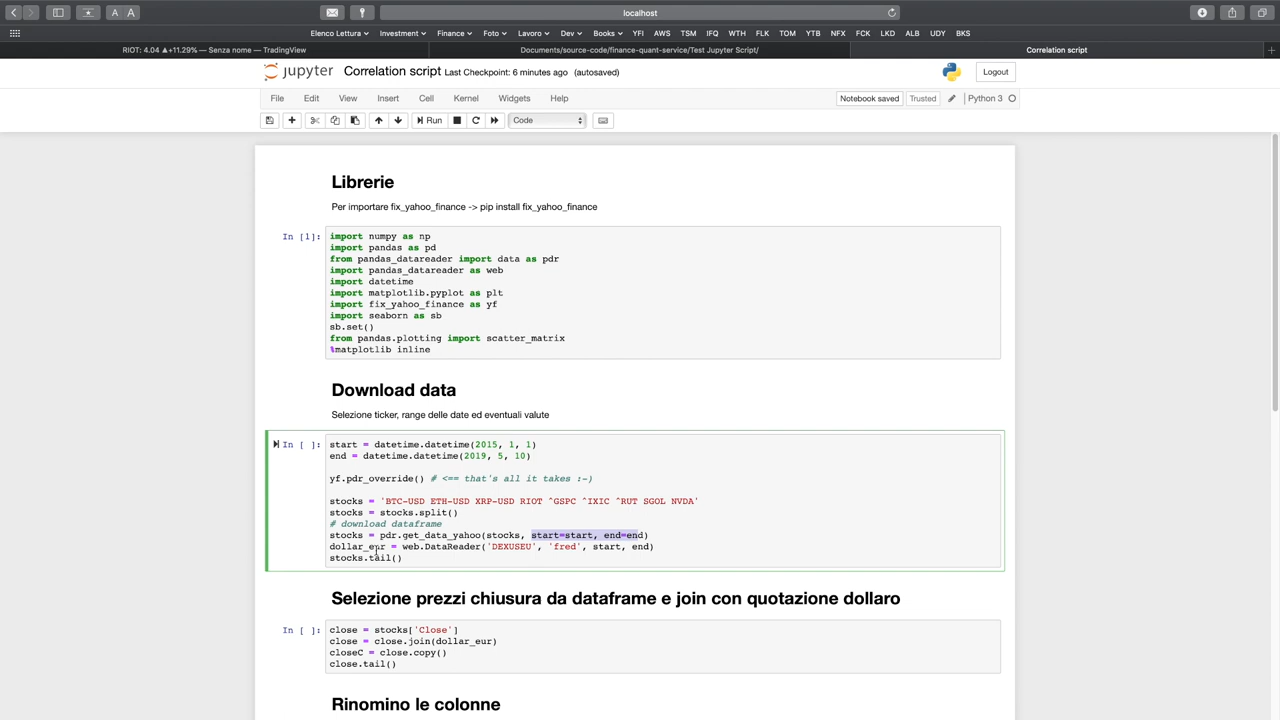 A A
localhost
Elenco Lettura Investment Finance Foto Lavoro Dev Books YFI AWS TSM IQ WTH FLK TOM YTB NFX FCK LKD ALB UDY BKS
RIOT: 4.04 ▲+11.29% — Senza nome — TradingView
Documents/source-code/finance-quant-service/Test Jupyter Script/
Correlation script
jupyter Correlation script Last Checkpoint: 6 minutes ago (autosaved)
Logout
File Edit View Insert Cell Kernel Widgets Help
Notebook saved Trusted Python 3
Run Code
Librerie
Per importare fix_yahoo_finance -> pip install fix_yahoo_finance
In [1]:
import numpy as np
import pandas as pd
from pandas_datareader import data as pdr
import pandas_datareader as web
import datetime
import matplotlib.pyplot as plt
import fix_yahoo_finance as yf
import seaborn as sb
sb.set()
from pandas.plotting import scatter_matrix
%matplotlib inline
Download data
Selezione ticker, range delle date ed eventuali valute
In [ ]:
start = datetime.datetime(2015, 1, 1)
end = datetime.datetime(2019, 5, 10)
yf.pdr_override() # <== that's all it takes :-)
stocks = 'BTC-USD ETH-USD XRP-USD RIOT ^GSPC ^IXIC ^RUT SGOL NVDA'
stocks = stocks.split()
# download dataframe
stocks = pdr.get_data_yahoo(stocks, start=start, end=end)
dollar_eur = web.DataReader('DEXUSEU', 'fred', start, end)
stocks.tail()
Selezione prezzi chiusura da dataframe e join con quotazione dollaro
In [ ]:
close = stocks['Close']
close = close.join(dollar_eur)
closeC = close.copy()
close.tail()
Rinomino le colonne